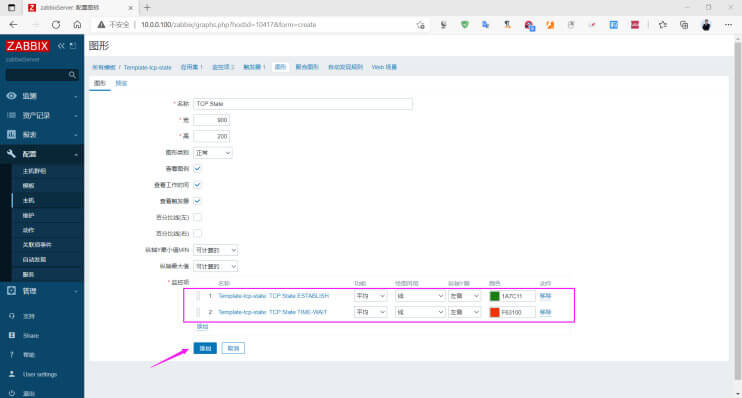 zabbixServer: 配置图形
不安全 | 10.0.0.100/zabbix/graphs.php?hostid=10417&form=create
ZABBIX
zabbixServer
图形
所有模板 / Template-tcp-state 应用集 1 监控项 2 触发器 1 图形 聚合图形 自动发现规则 Web 场景
图形 预览
监测
资产记录
报表
配置
主机群组
模板
主机
维护
动作
关联项事件
自动发现
服务
管理
支持
Share
帮助
User settings
退出
* 名称 TCP State
* 宽 900
* 高 200
图形类别 正常
查看图例
查看工作时间
查看触发器
百分比线(左)
百分比线(右)
纵轴Y最小值MIN 可计算的
纵轴最大值 可计算的
* 监控项 名称 功能 绘图风格 纵轴Y侧 颜色 动作
1 Template-tcp-state: TCP State ESTABLISH 平均 线 左侧 1A7C11 移除
2 Template-tcp-state: TCP State TIME-WAIT 平均 线 左侧 F63100 移除
添加
添加 取消